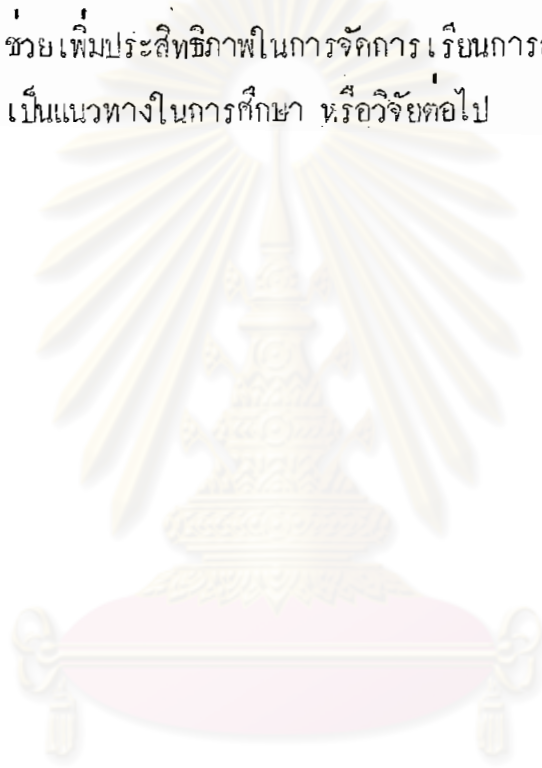 ช่วยเพิ่มประสิทธิภาพในการจัดการเรียนการ
เป็นแนวทางในการศึกษา หรือวิจัยต่อไป